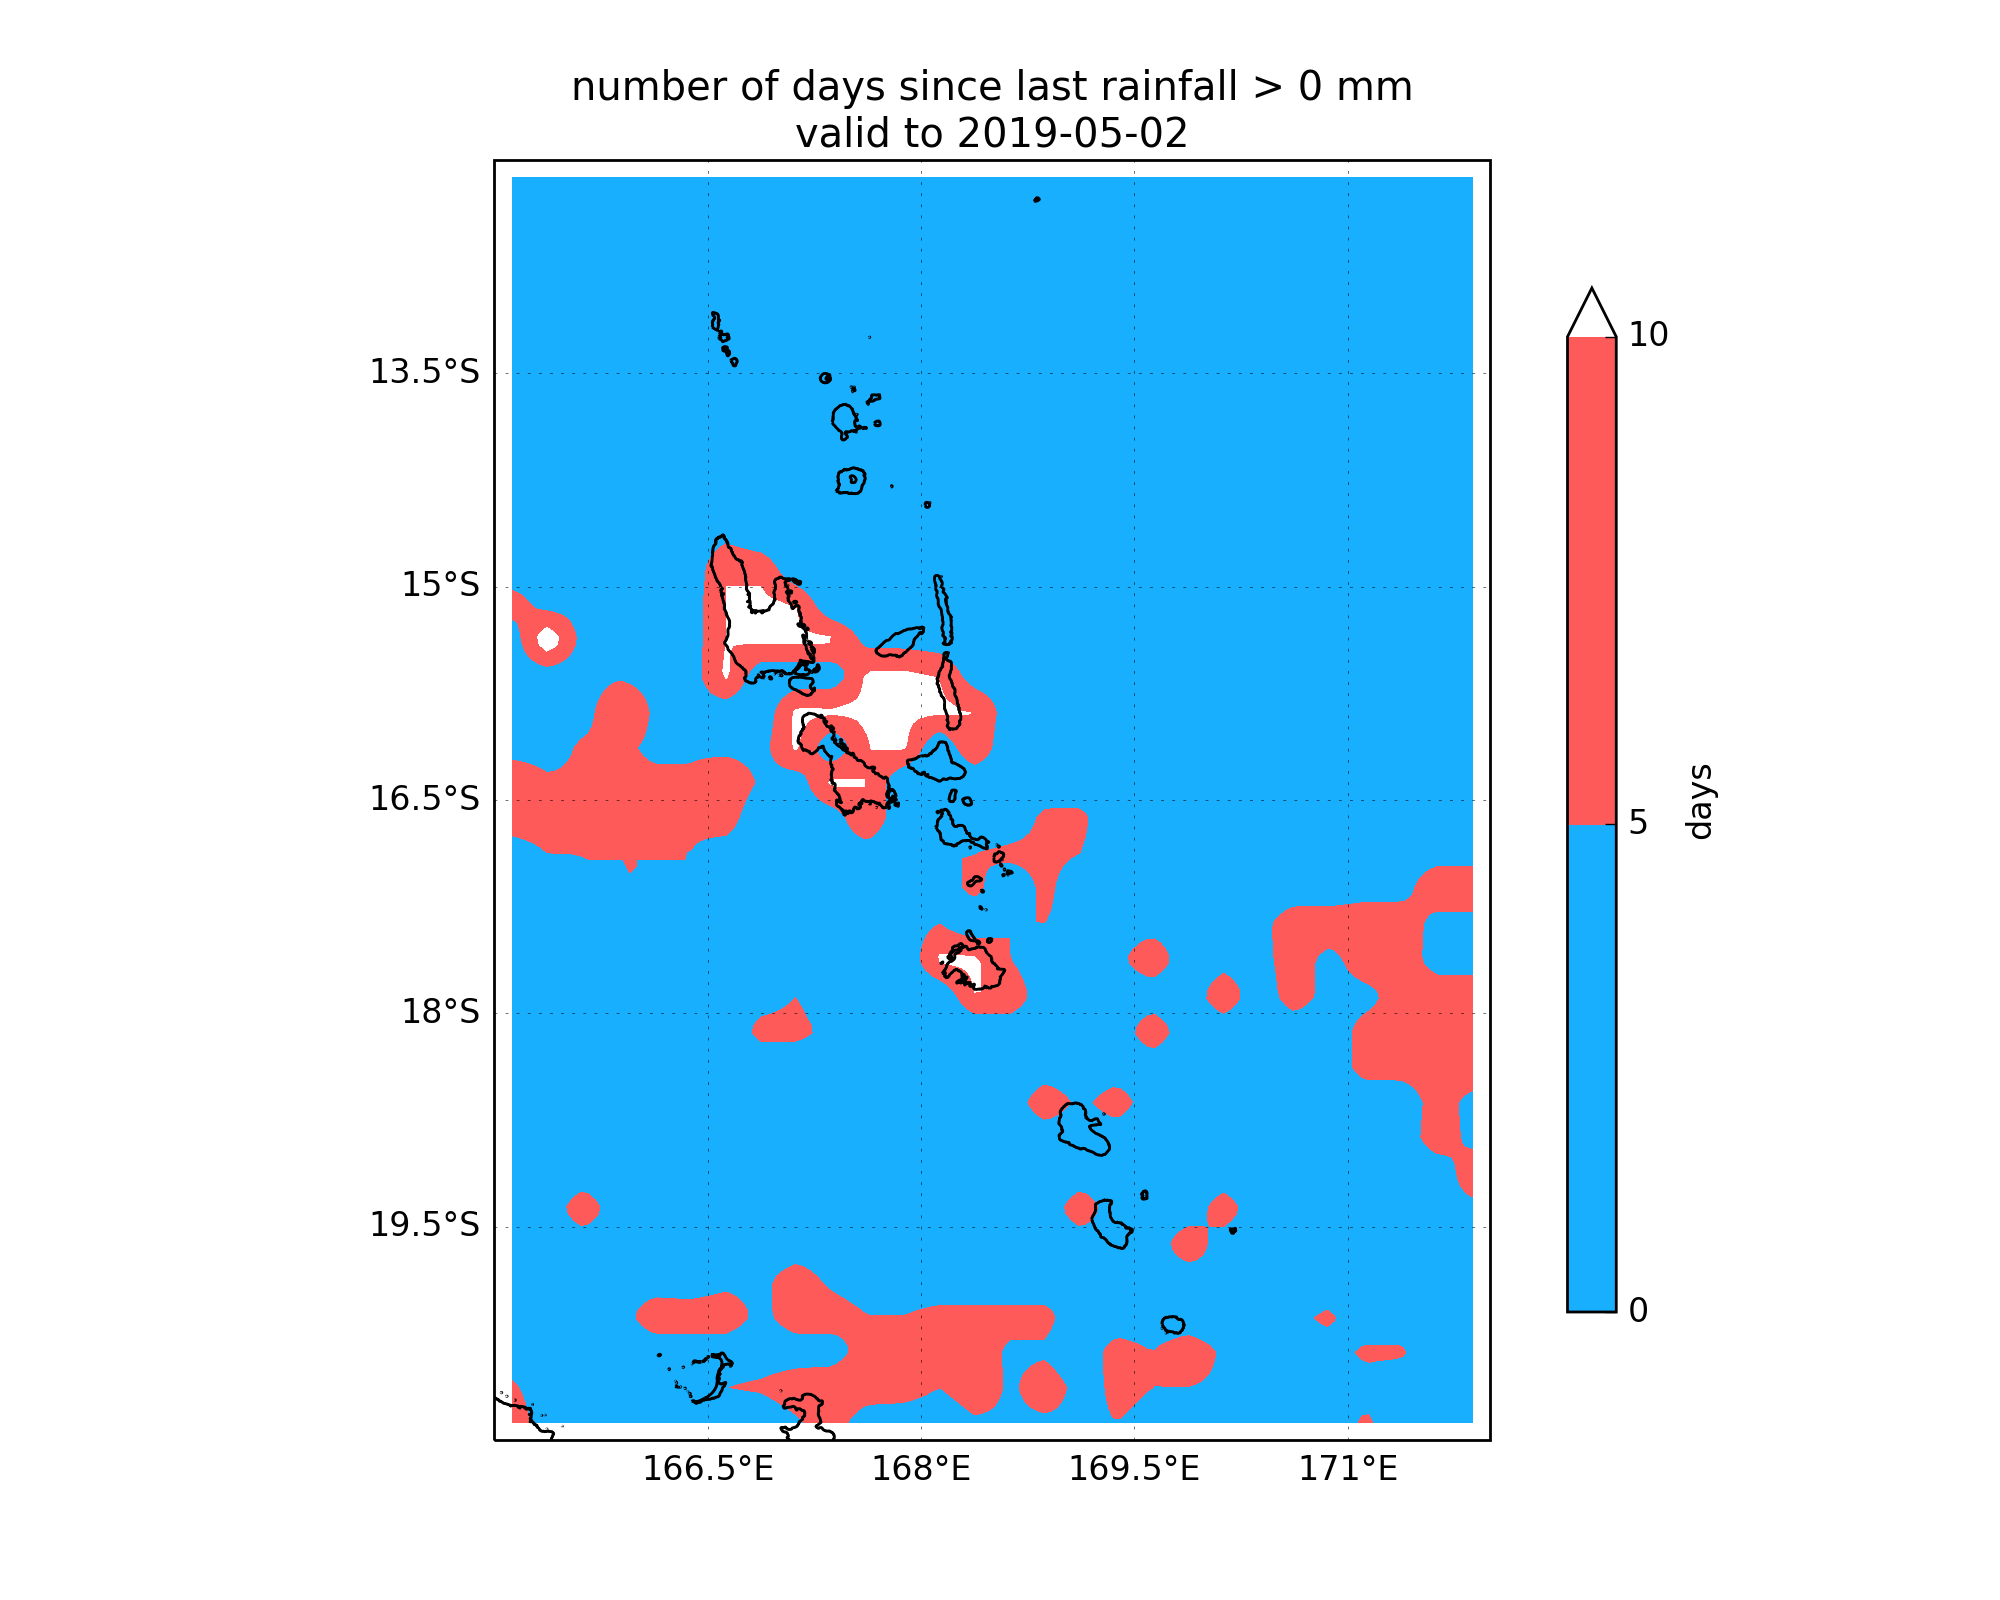 number of days since last rainfall > 0 mm
valid to 2019-05-02
13.5°S
15°S
16.5°S
18°S
19.5°S
166.5°E
168°E
169.5°E
171°E
10
5
0
days